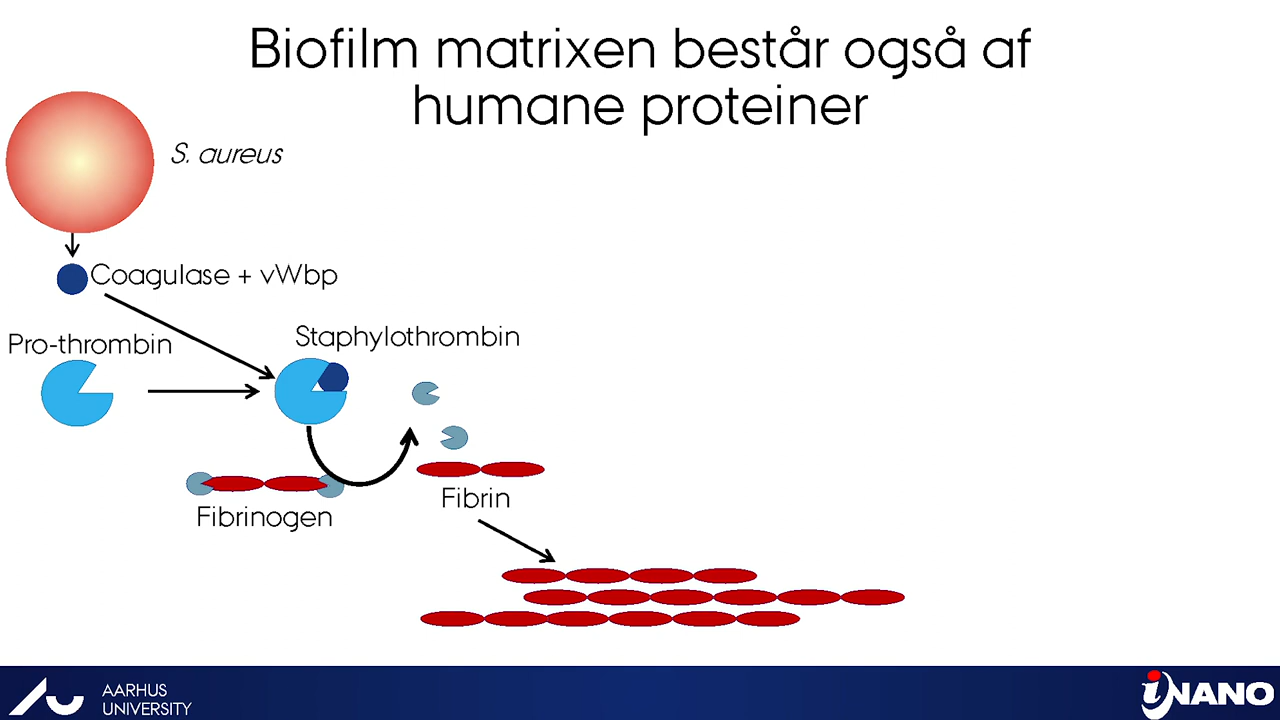 Biofilm matrixen består også af
humane proteiner
S. aureus
Coagulase + vWbp
Pro-thrombin
Staphylothrombin
Fibrinogen
Fibrin
AARHUS
UNIVERSITY
iNANO